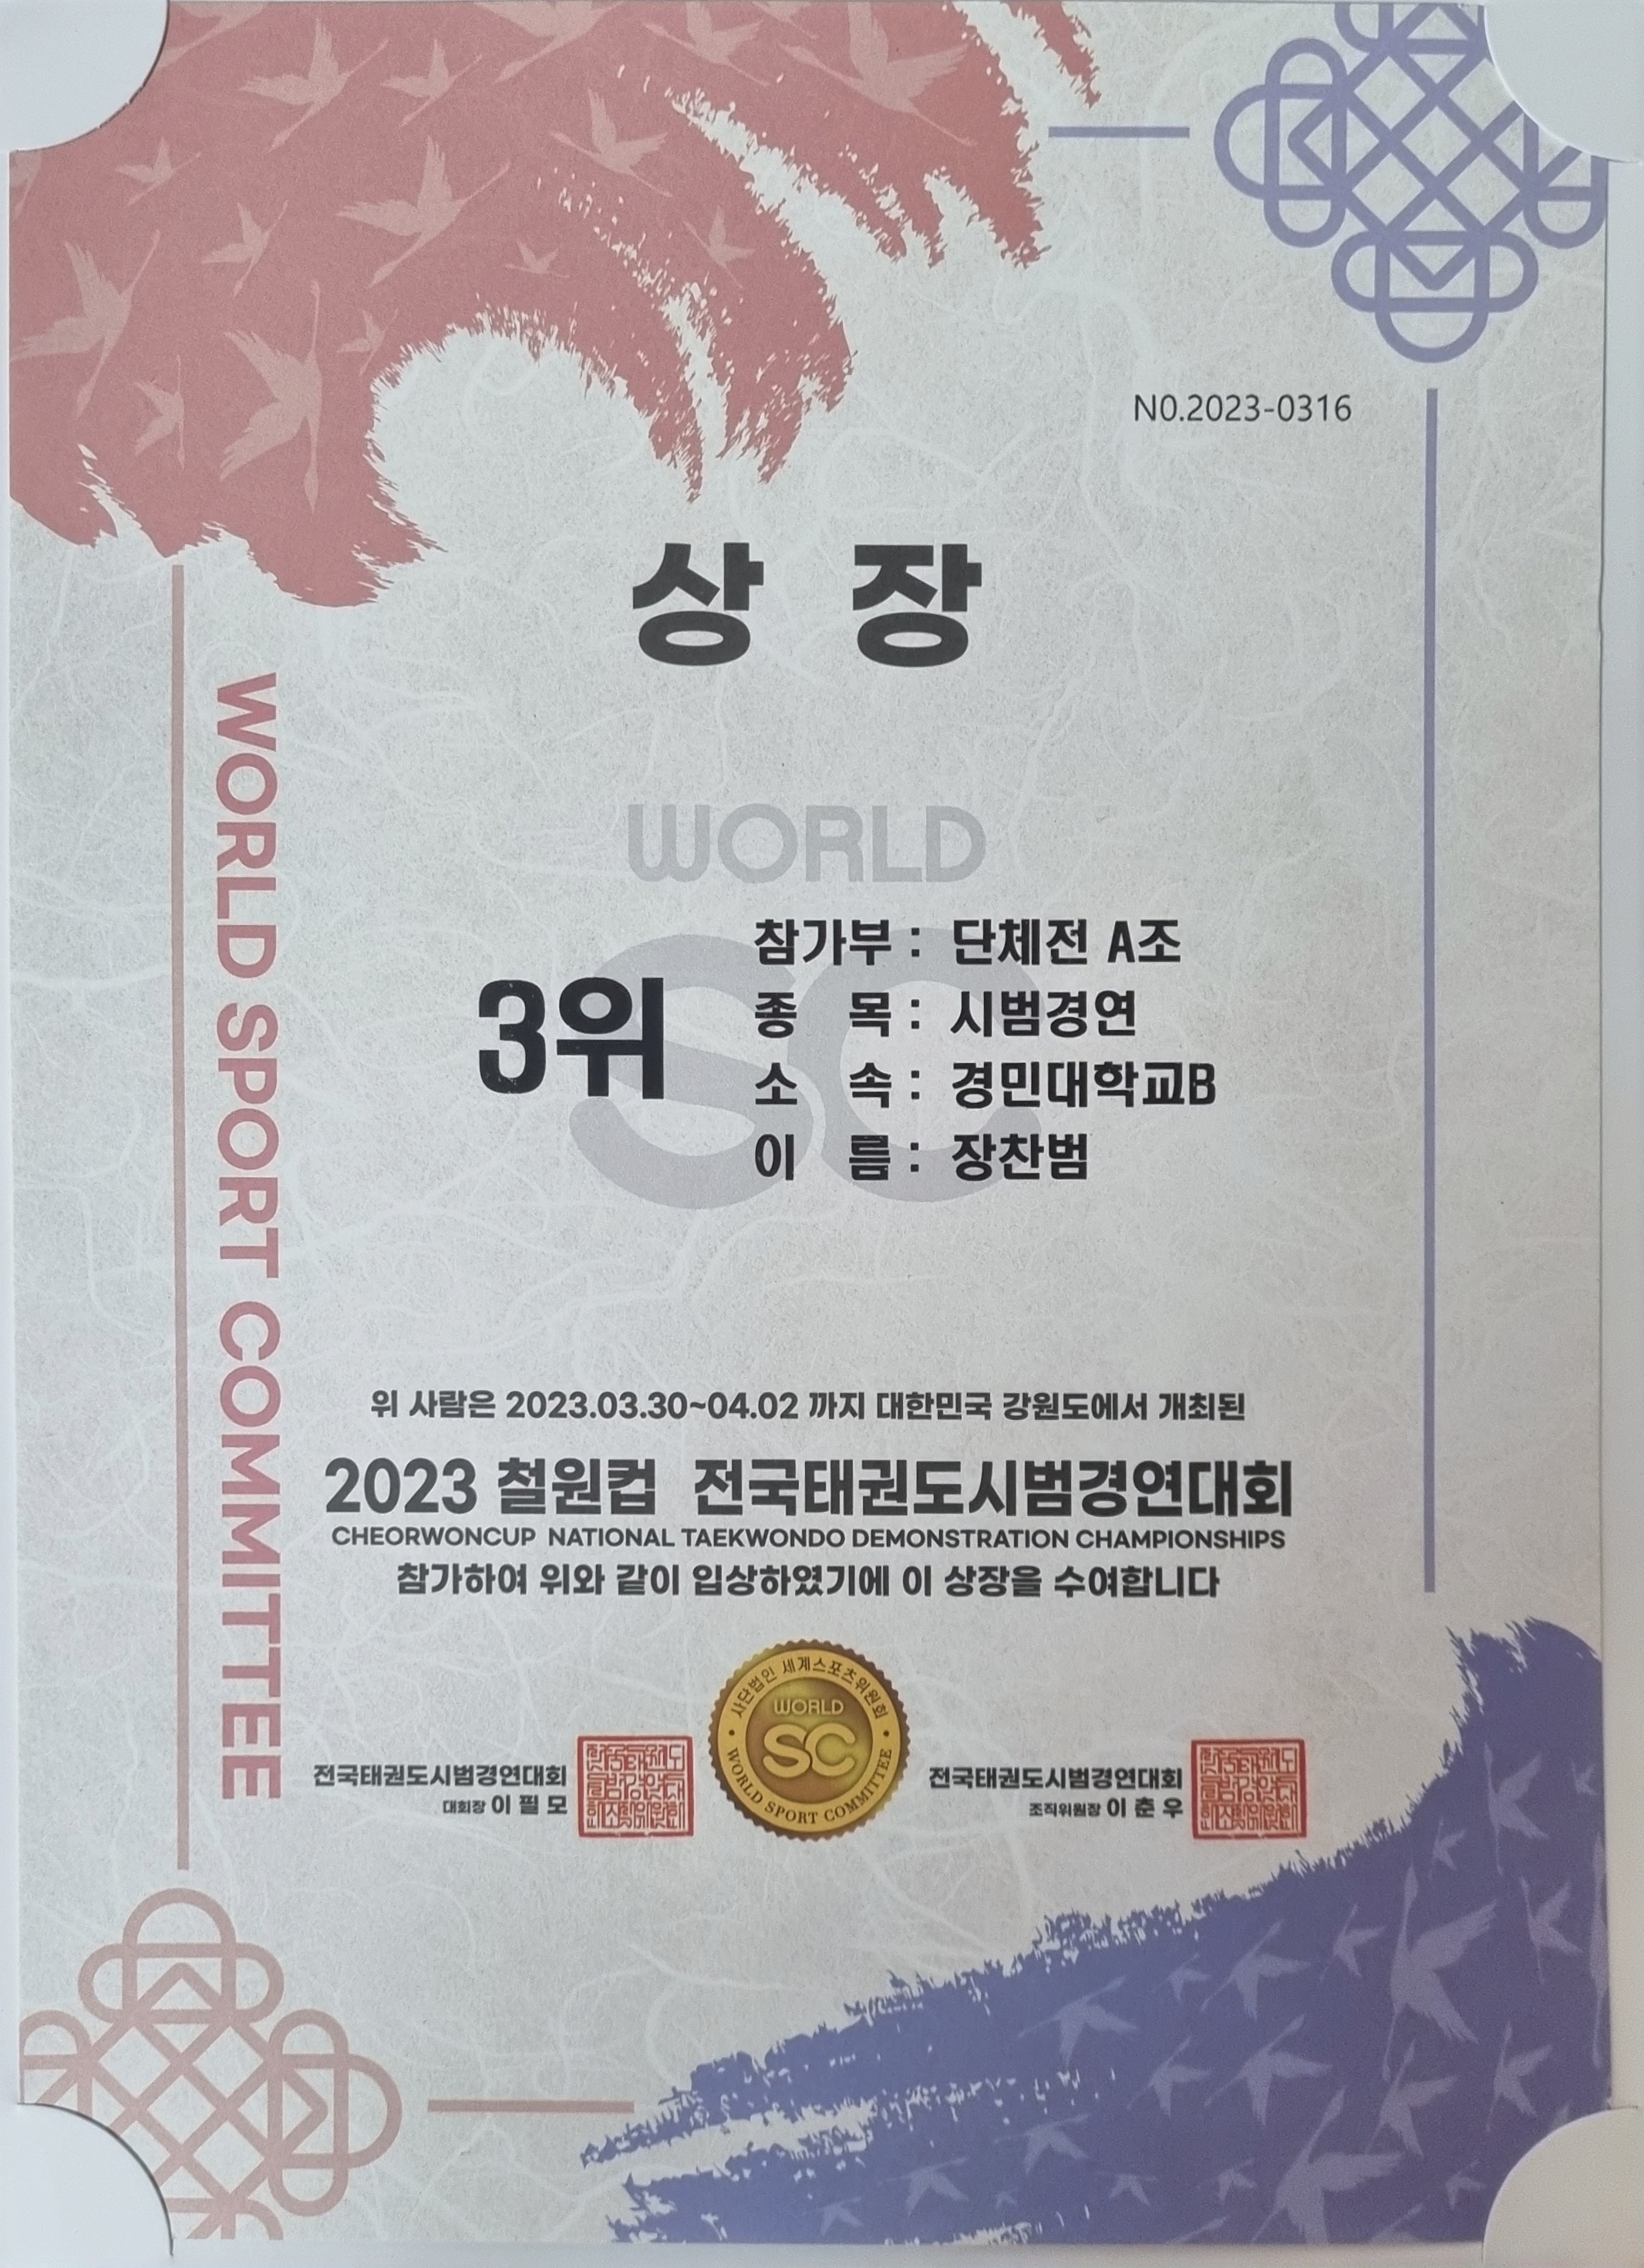 N0.2023-0316
상 장
WORLD SPORT COMMITTEE
WORLD
SC
3위
참가부 : 단체전 A조
종 목 : 시범경연
소 속 : 경민대학교B
이 름 : 장찬범
위 사람은 2023.03.30~04.02 까지 대한민국 강원도에서 개최된
2023 철원컵 전국태권도시범경연대회
CHEORWONCUP NATIONAL TAEKWONDO DEMONSTRATION CHAMPIONSHIPS
참가하여 위와 같이 입상하였기에 이 상장을 수여합니다
전국태권도시범경연대회
대회장 이 필 모
사단법인 세계스포츠위원회
WORLD
SC
WORLD SPORT COMMITTEE
전국태권도시범경연대회
조직위원장 이 춘 우